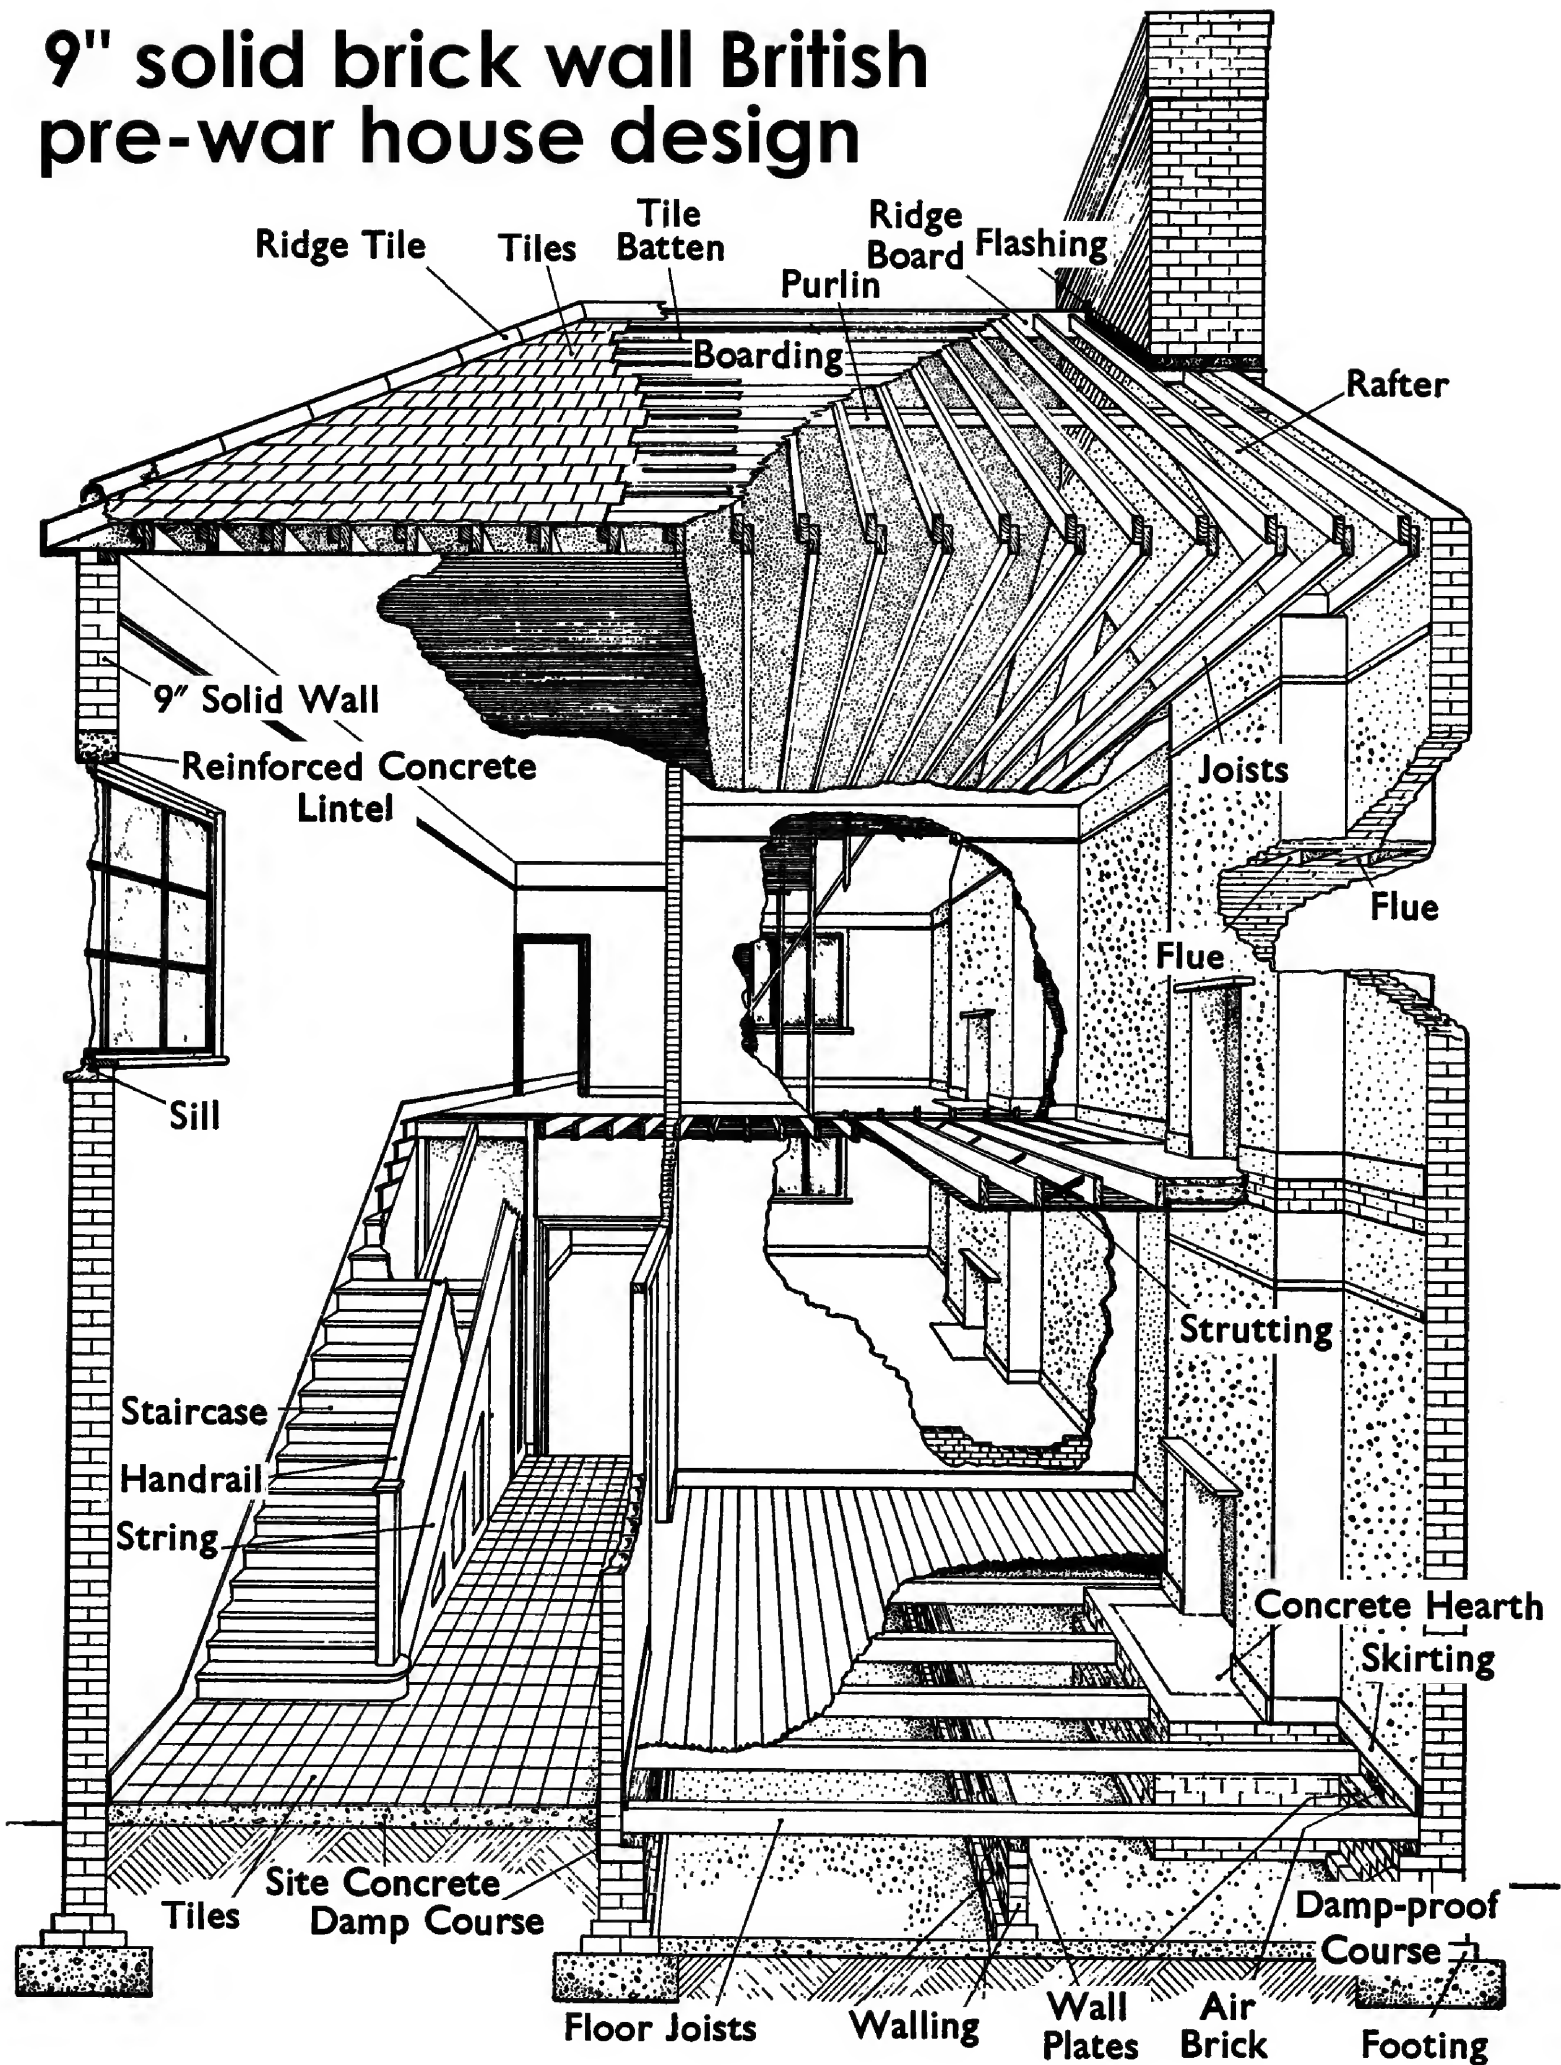 9" solid brick wall British
pre-war house design
Ridge Tile
Tiles
Tile
Batten
Purlin
Ridge
Board
Flashing
Boarding
Rafter
9″ Solid Wall
Reinforced Concrete
Lintel
Joists
Flue
Flue
Sill
Strutting
Staircase
Handrail
String
Concrete Hearth
Skirting
Site Concrete
Tiles
Damp Course
Damp-proof
Course
Floor Joists
Walling
Wall
Plates
Air
Brick
Footing